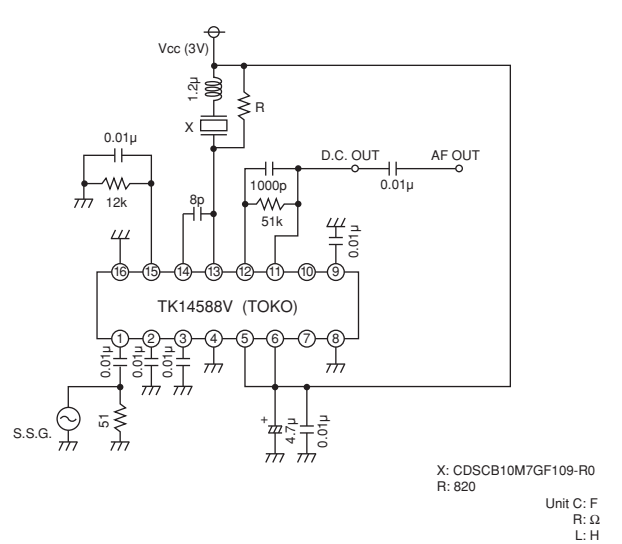 Vcc (3V)
1.2μ
R
X
0.01μ
12k
D.C. OUT
AF OUT
1000p
0.01μ
8p
51k
0.01μ
16 15 14 13 12 11 10 9
TK14588V (TOKO)
1 2 3 4 5 6 7 8
0.01μ
0.01μ
0.01μ
S.S.G.
51
+
4.7μ
0.01μ
X: CDSCB10M7GF109-R0
R: 820
Unit C: F
R: Ω
L: H